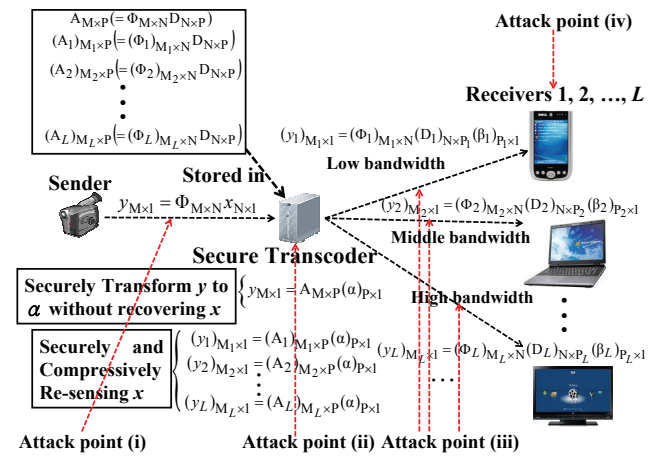 A_{M×P}(=Φ_{M×N}D_{N×P})
(A_1)_{M_1×P}(=(Φ_1)_{M_1×N}D_{N×P})
(A_2)_{M_2×P}(=(Φ_2)_{M_2×N}D_{N×P})
(A_L)_{M_L×P}(=(Φ_L)_{M_L×N}D_{N×P})
Attack point (iv)
Receivers 1, 2, …, L
(y_1)_{M_1×1}=(Φ_1)_{M_1×N}(D_1)_{N×P_1}(β_1)_{P_1×1}
Low bandwidth
Stored in
Sender
y_{M×1}=Φ_{M×N}x_{N×1}
(y_2)_{M_2×1}=(Φ_2)_{M_2×N}(D_2)_{N×P_2}(β_2)_{P_2×1}
Middle bandwidth
Secure Transcoder
Securely Transform y to
α without recovering x
y_{M×1}=A_{M×P}(α)_{P×1}
High bandwidth
Securely and
Compressively
Re-sensing x
(y_1)_{M_1×1}=(A_1)_{M_1×P}(α)_{P×1}
(y_2)_{M_2×1}=(A_2)_{M_2×P}(α)_{P×1}
(y_L)_{M_L×1}=(A_L)_{M_L×P}(α)_{P×1}
(y_L)_{M_L×1}=(Φ_L)_{M_L×N}(D_L)_{N×P_L}(β_L)_{P_L×1}
…
Attack point (i)
Attack point (ii)
Attack point (iii)